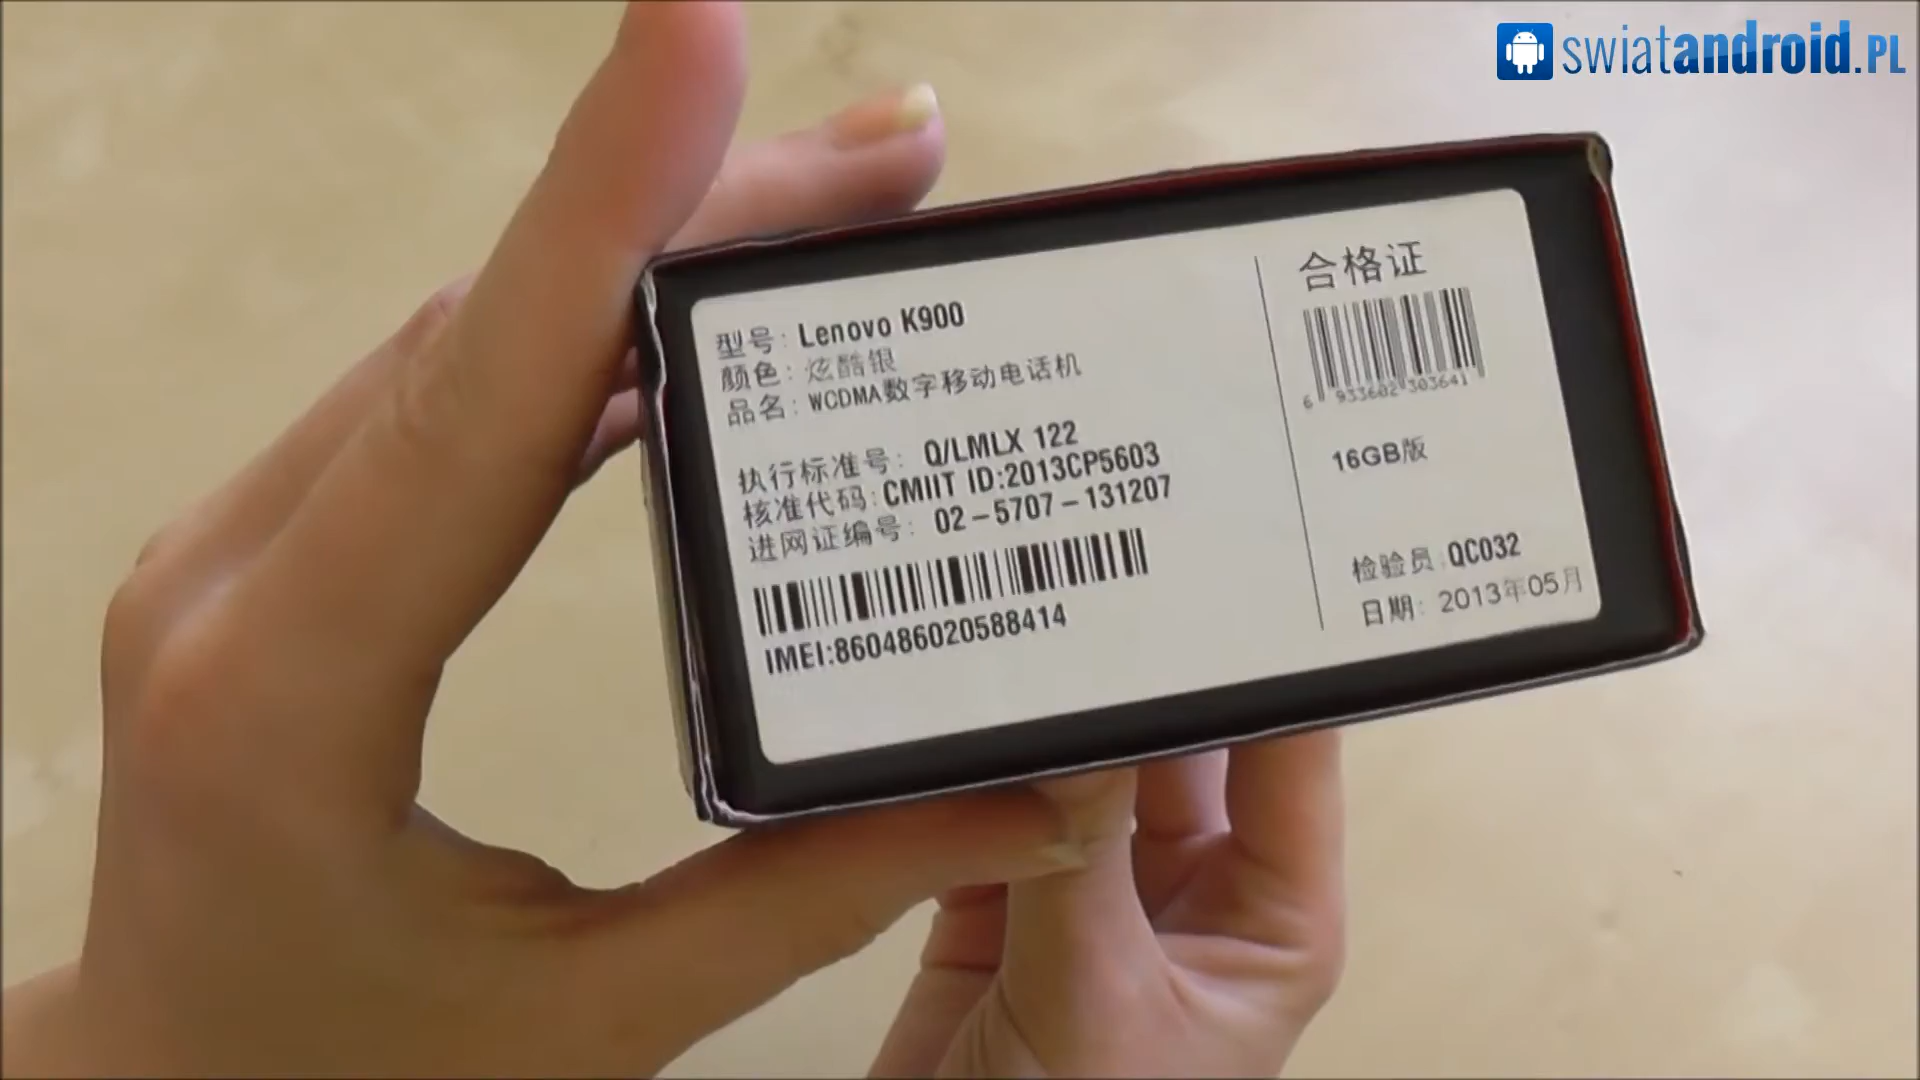 swiatandroid.PL
型号: Lenovo K900
颜色: 炫酷银
品名: WCDMA数字移动电话机
执行标准号: Q/LMLX 122
核准代码:CMIIT ID:2013CP5603
进网证编号: 02-5707-131207
IMEI:860486020588414
合格证
6 933602 303641
16GB版
检验员:QC032
日期: 2013年05月